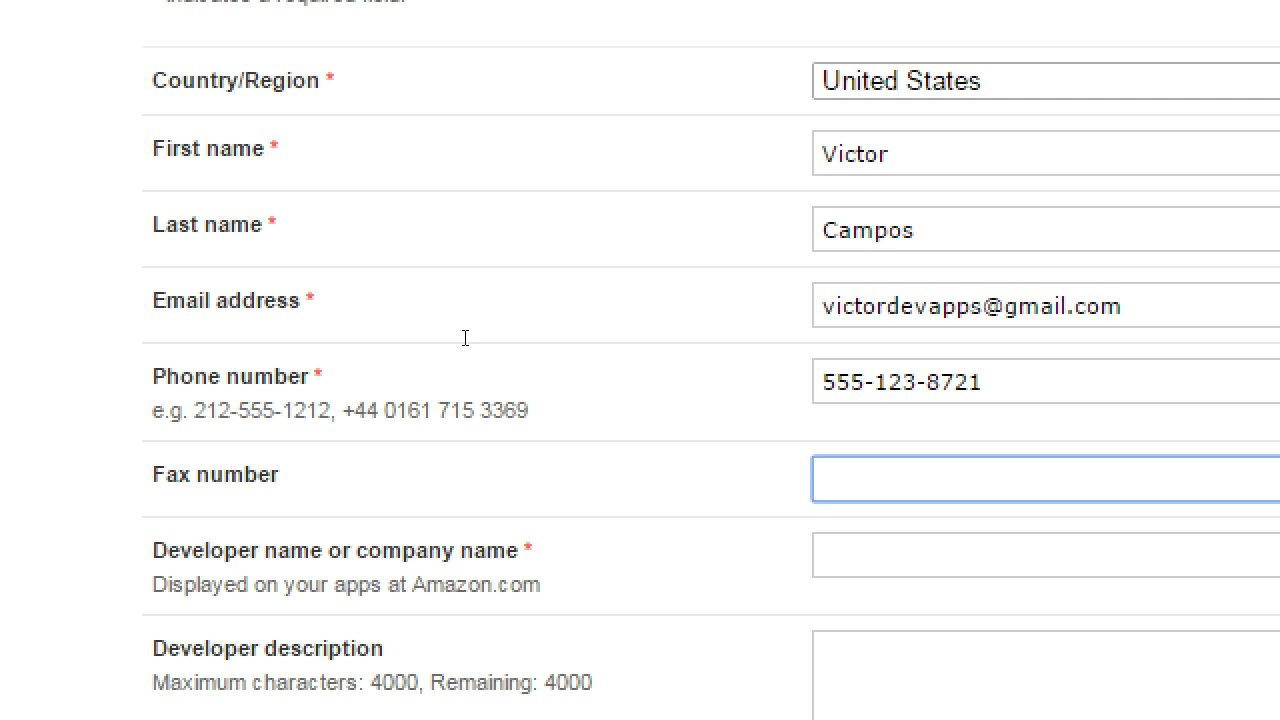 Country/Region * United States
First name * Victor
Last name * Campos
Email address * victordevapps@gmail.com
Phone number * 555-123-8721
e.g. 212-555-1212, +44 0161 715 3369
Fax number
Developer name or company name *
Displayed on your apps at Amazon.com
Developer description
Maximum characters: 4000, Remaining: 4000